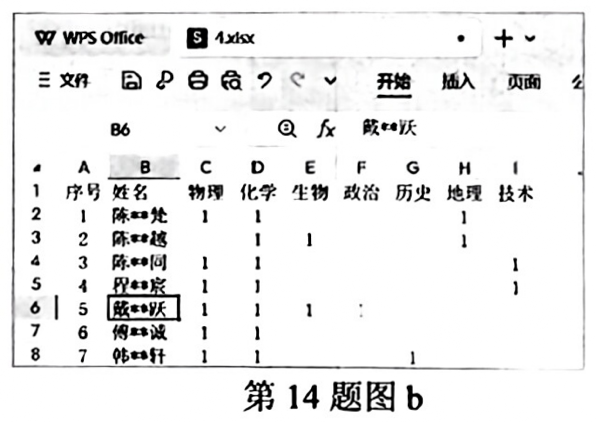 WPS Office S 4.xlsx + 
三 文件 开始 插入 页面
B6 fx 戴**跃
A B C D E F G H I
1 序号 姓名 物理 化学 生物 政治 历史 地理 技术
2 1 陈**梵 1 1 1
3 2 陈**越 1 1 1
4 3 陈**同 1 1 1
5 4 程**宸 1 1 1
6 5 戴**跃 1 1 1
7 6 傅**诚 1 1
8 7 韩**轩 1 1 1
第 14 题图 b